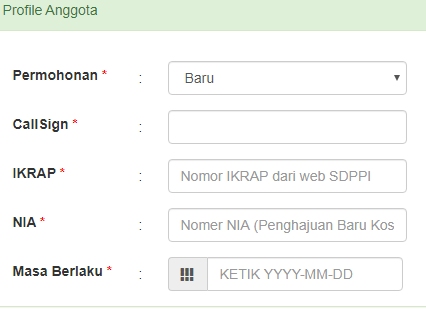 Profile Anggota
Permohonan * : Baru
CallSign * :
IKRAP * : Nomor IKRAP dari web SDPPI
NIA * : Nomer NIA (Penghajuan Baru Kos
Masa Berlaku * : KETIK YYYY-MM-DD